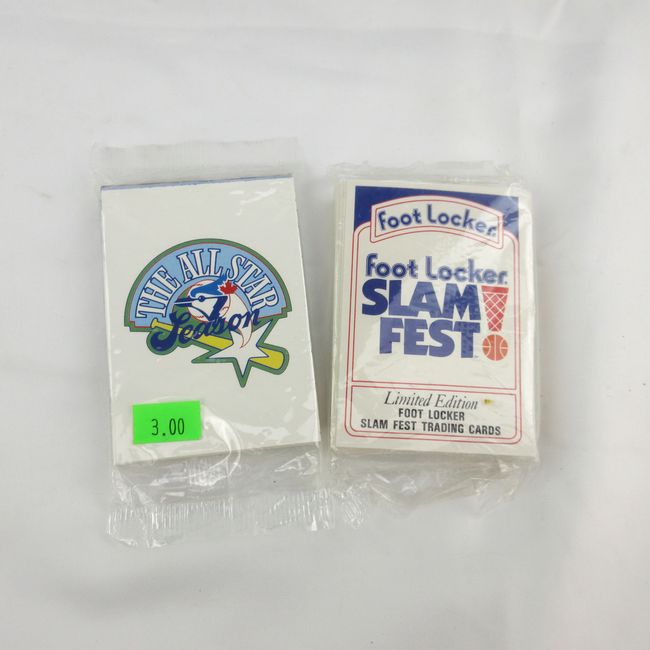 THE ALL STAR
Season
3.00
Foot Locker
Foot Locker
SLAM
FEST!
Limited Edition
FOOT LOCKER
SLAM FEST TRADING CARDS